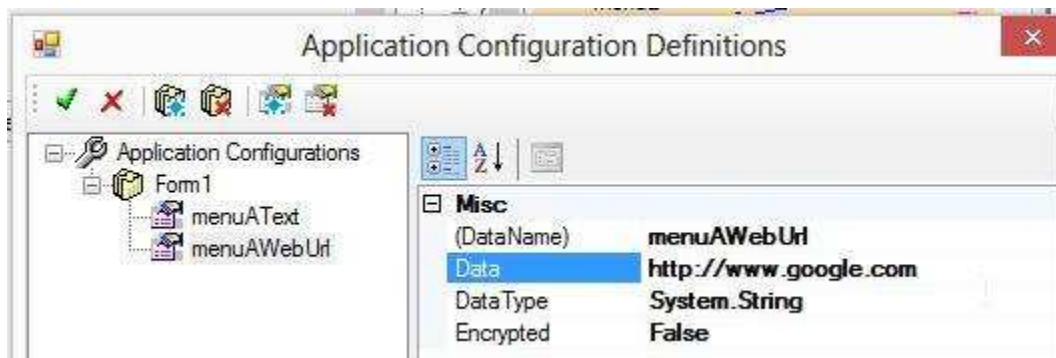 Application Configuration Definitions
Application Configurations
Form1
menuAText
menuAWebUrl
Misc
(DataName) menuAWebUrl
Data http://www.google.com
DataType System.String
Encrypted False